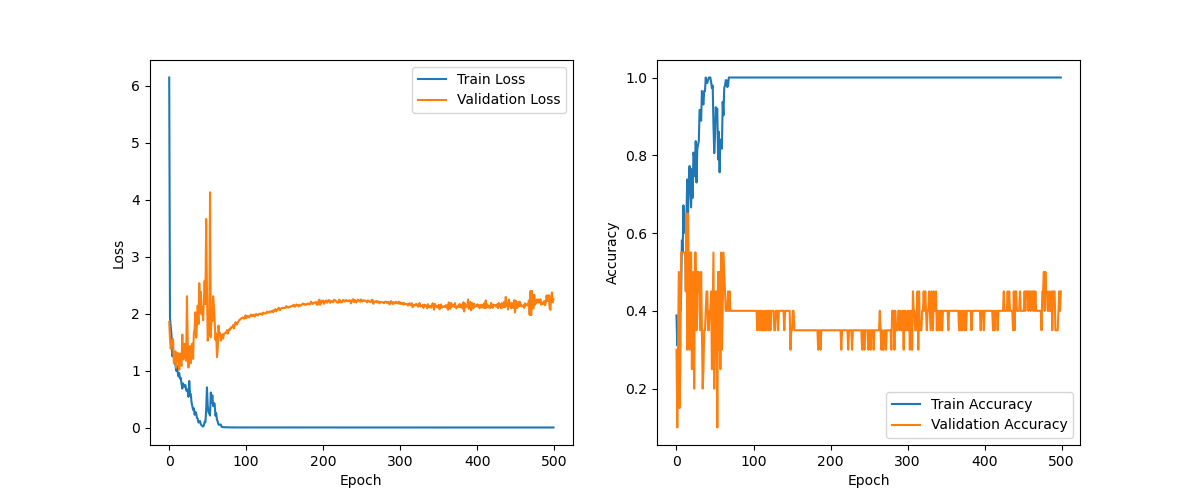 Train Loss
Validation Loss
6
5
4
3
2
1
0
Loss
0 100 200 300 400 500
Epoch
1.0
0.8
0.6
0.4
0.2
Accuracy
Train Accuracy
Validation Accuracy
0 100 200 300 400 500
Epoch